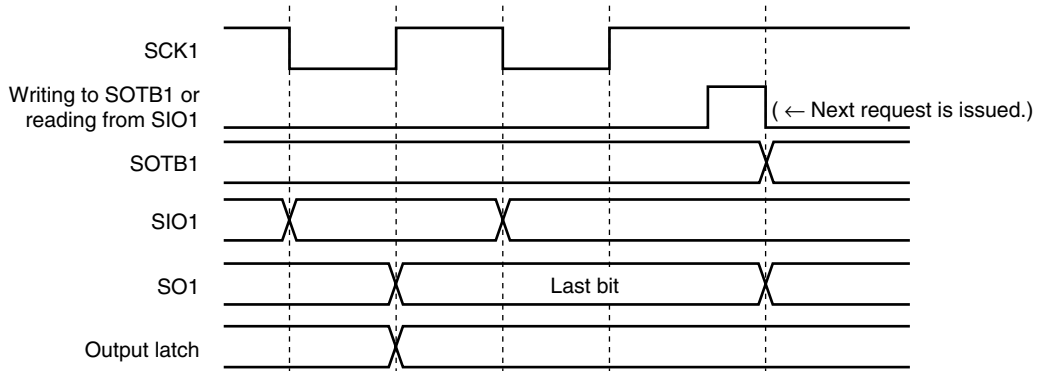 SCK1
Writing to SOTB1 or
reading from SIO1
( ← Next request is issued.)
SOTB1
SIO1
SO1
Last bit
Output latch